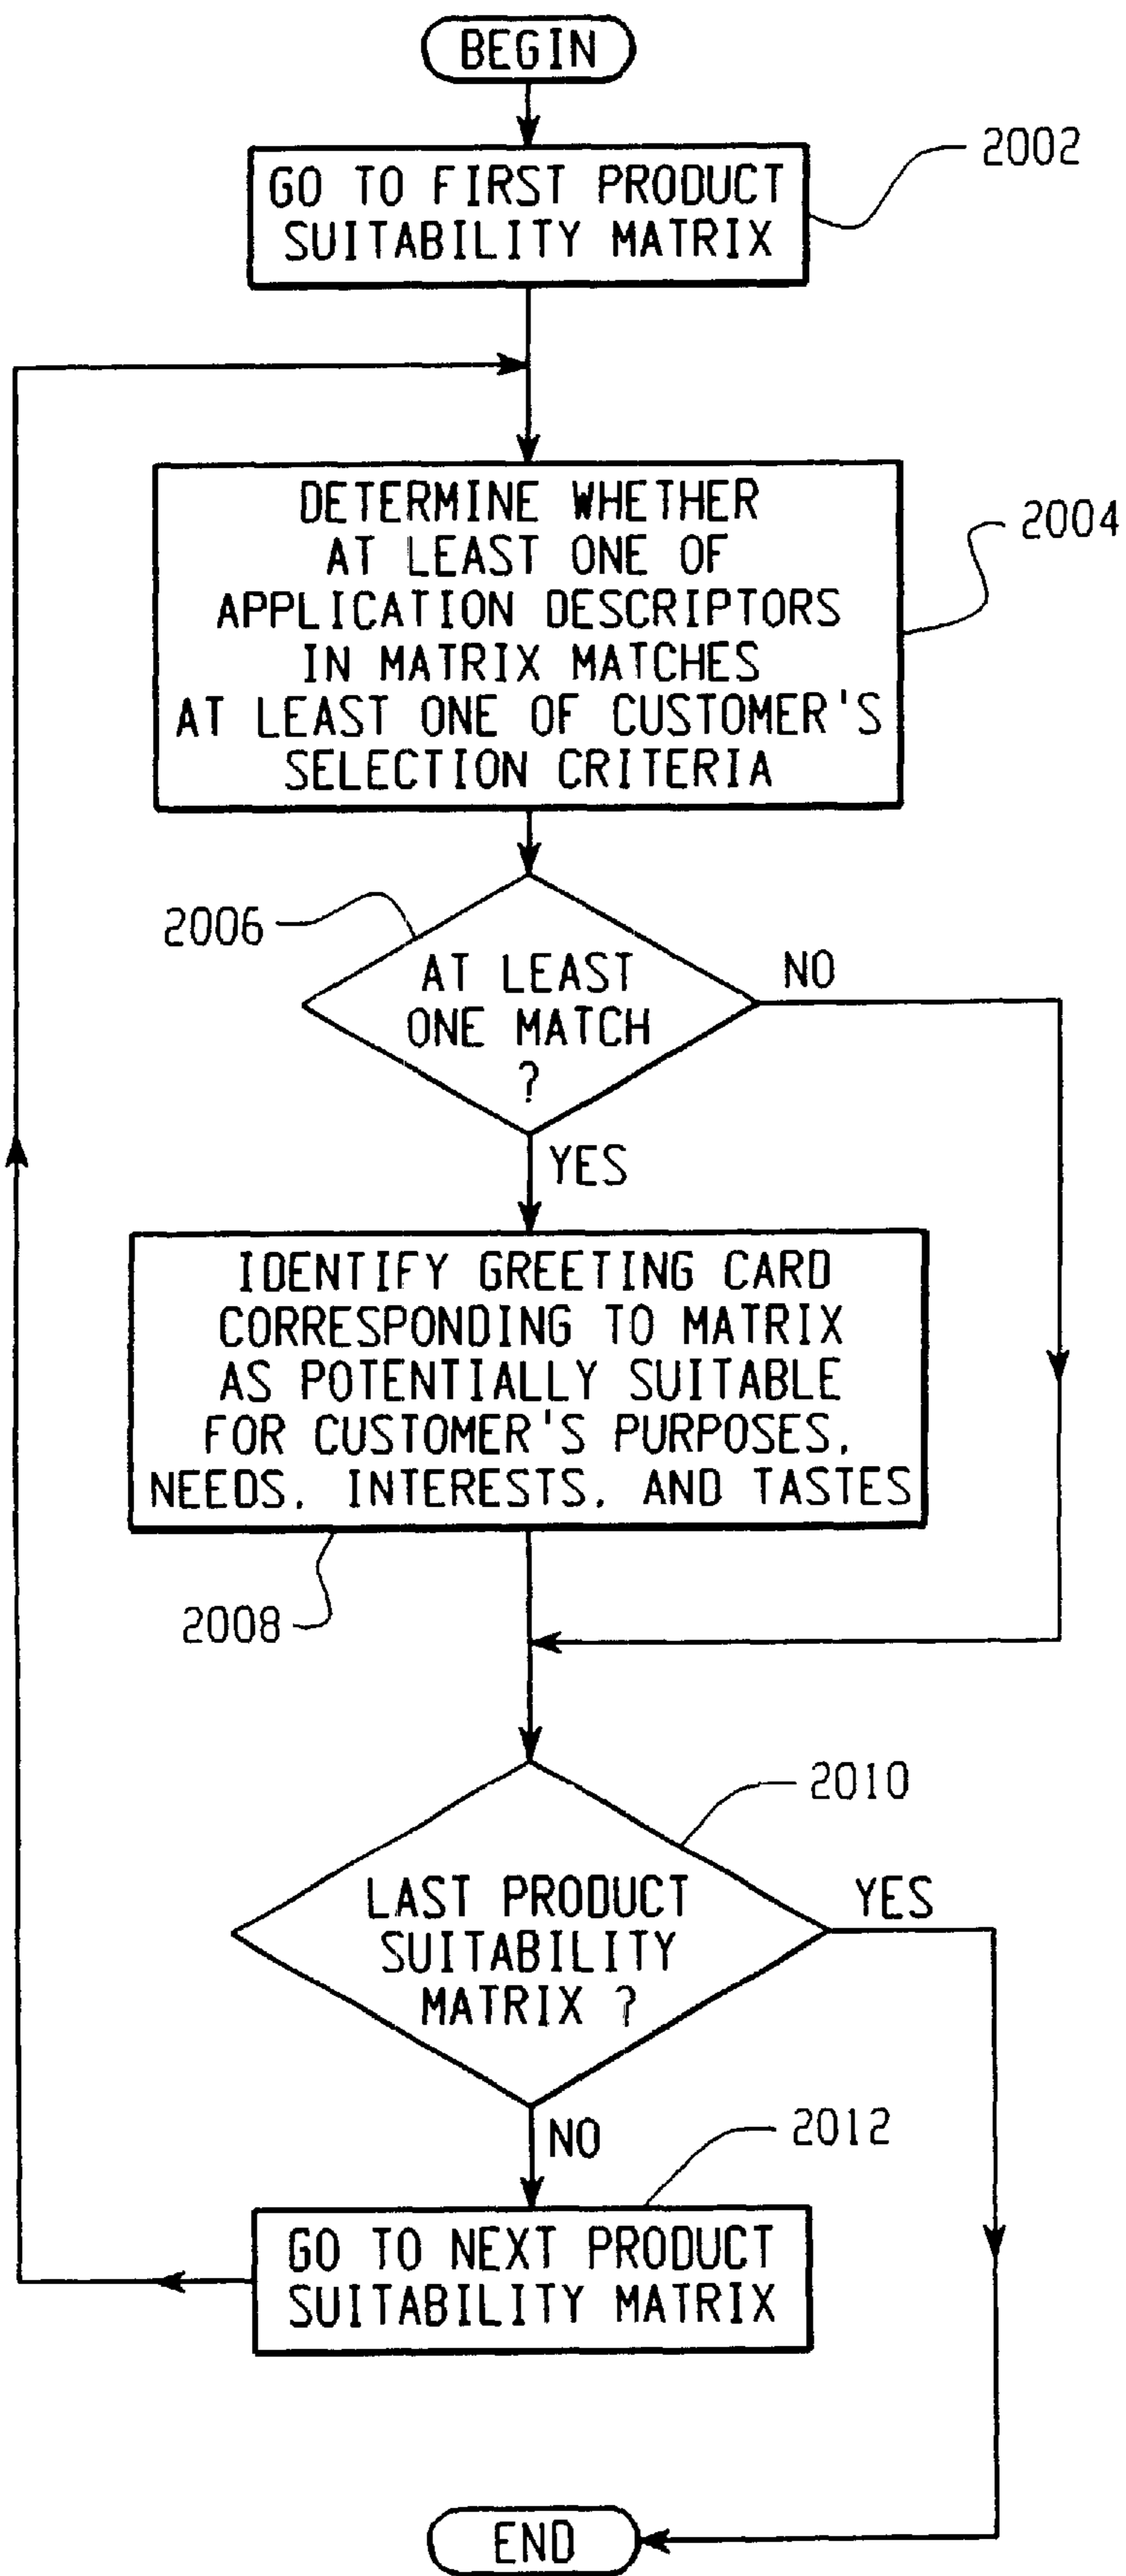 BEGIN
GO TO FIRST PRODUCT
SUITABILITY MATRIX
2002
DETERMINE WHETHER
AT LEAST ONE OF
APPLICATION DESCRIPTORS
IN MATRIX MATCHES
AT LEAST ONE OF CUSTOMER'S
SELECTION CRITERIA
2004
2006
AT LEAST
ONE MATCH
?
NO
YES
IDENTIFY GREETING CARD
CORRESPONDING TO MATRIX
AS POTENTIALLY SUITABLE
FOR CUSTOMER'S PURPOSES,
NEEDS, INTERESTS, AND TASTES
2008
2010
LAST PRODUCT
SUITABILITY
MATRIX ?
YES
NO
2012
GO TO NEXT PRODUCT
SUITABILITY MATRIX
END